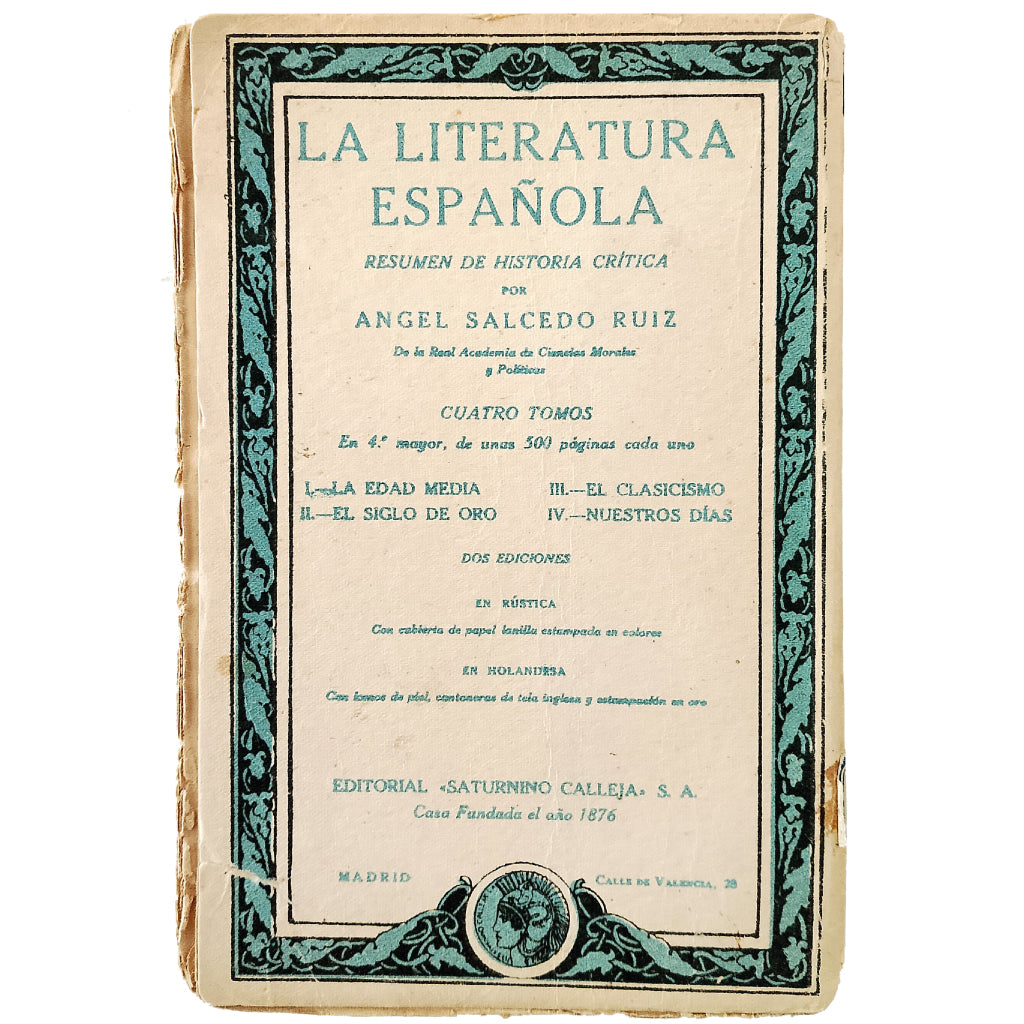 LA LITERATURA
ESPAÑOLA
RESUMEN DE HISTORIA CRÍTICA
POR
ANGEL SALCEDO RUIZ
De la Real Academia de Ciencias Morales
y Políticas
CUATRO TOMOS
En 4.º mayor, de unas 500 páginas cada uno
I.—LA EDAD MEDIA
II.—EL SIGLO DE ORO
III.—EL CLASICISMO
IV.—NUESTROS DÍAS
DOS EDICIONES
EN RÚSTICA
Con cubierta de papel lanilla estampada en colores
EN HOLANDESA
Con lomos de piel, cantoneras de tela inglesa y estampación en oro
EDITORIAL «SATURNINO CALLEJA» S. A.
Casa Fundada el año 1876
MADRID
CALLE DE VALENCIA, 28